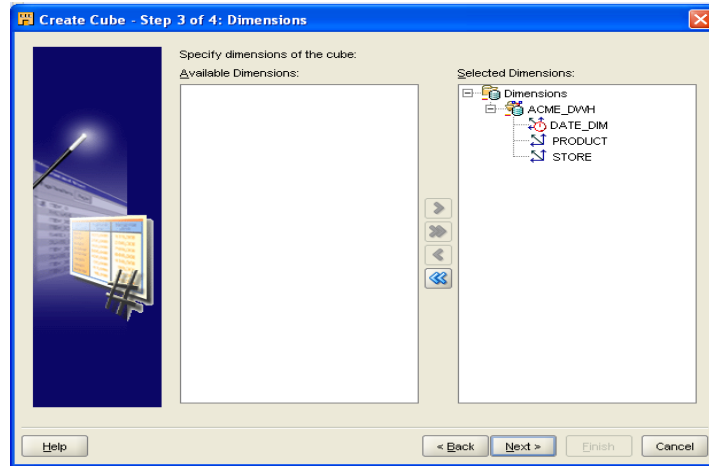 Create Cube - Step 3 of 4: Dimensions
Specify dimensions of the cube:
Available Dimensions:
Selected Dimensions:
Dimensions
ACME_DWH
DATE_DIM
PRODUCT
STORE
Help
< Back
Next >
Finish
Cancel